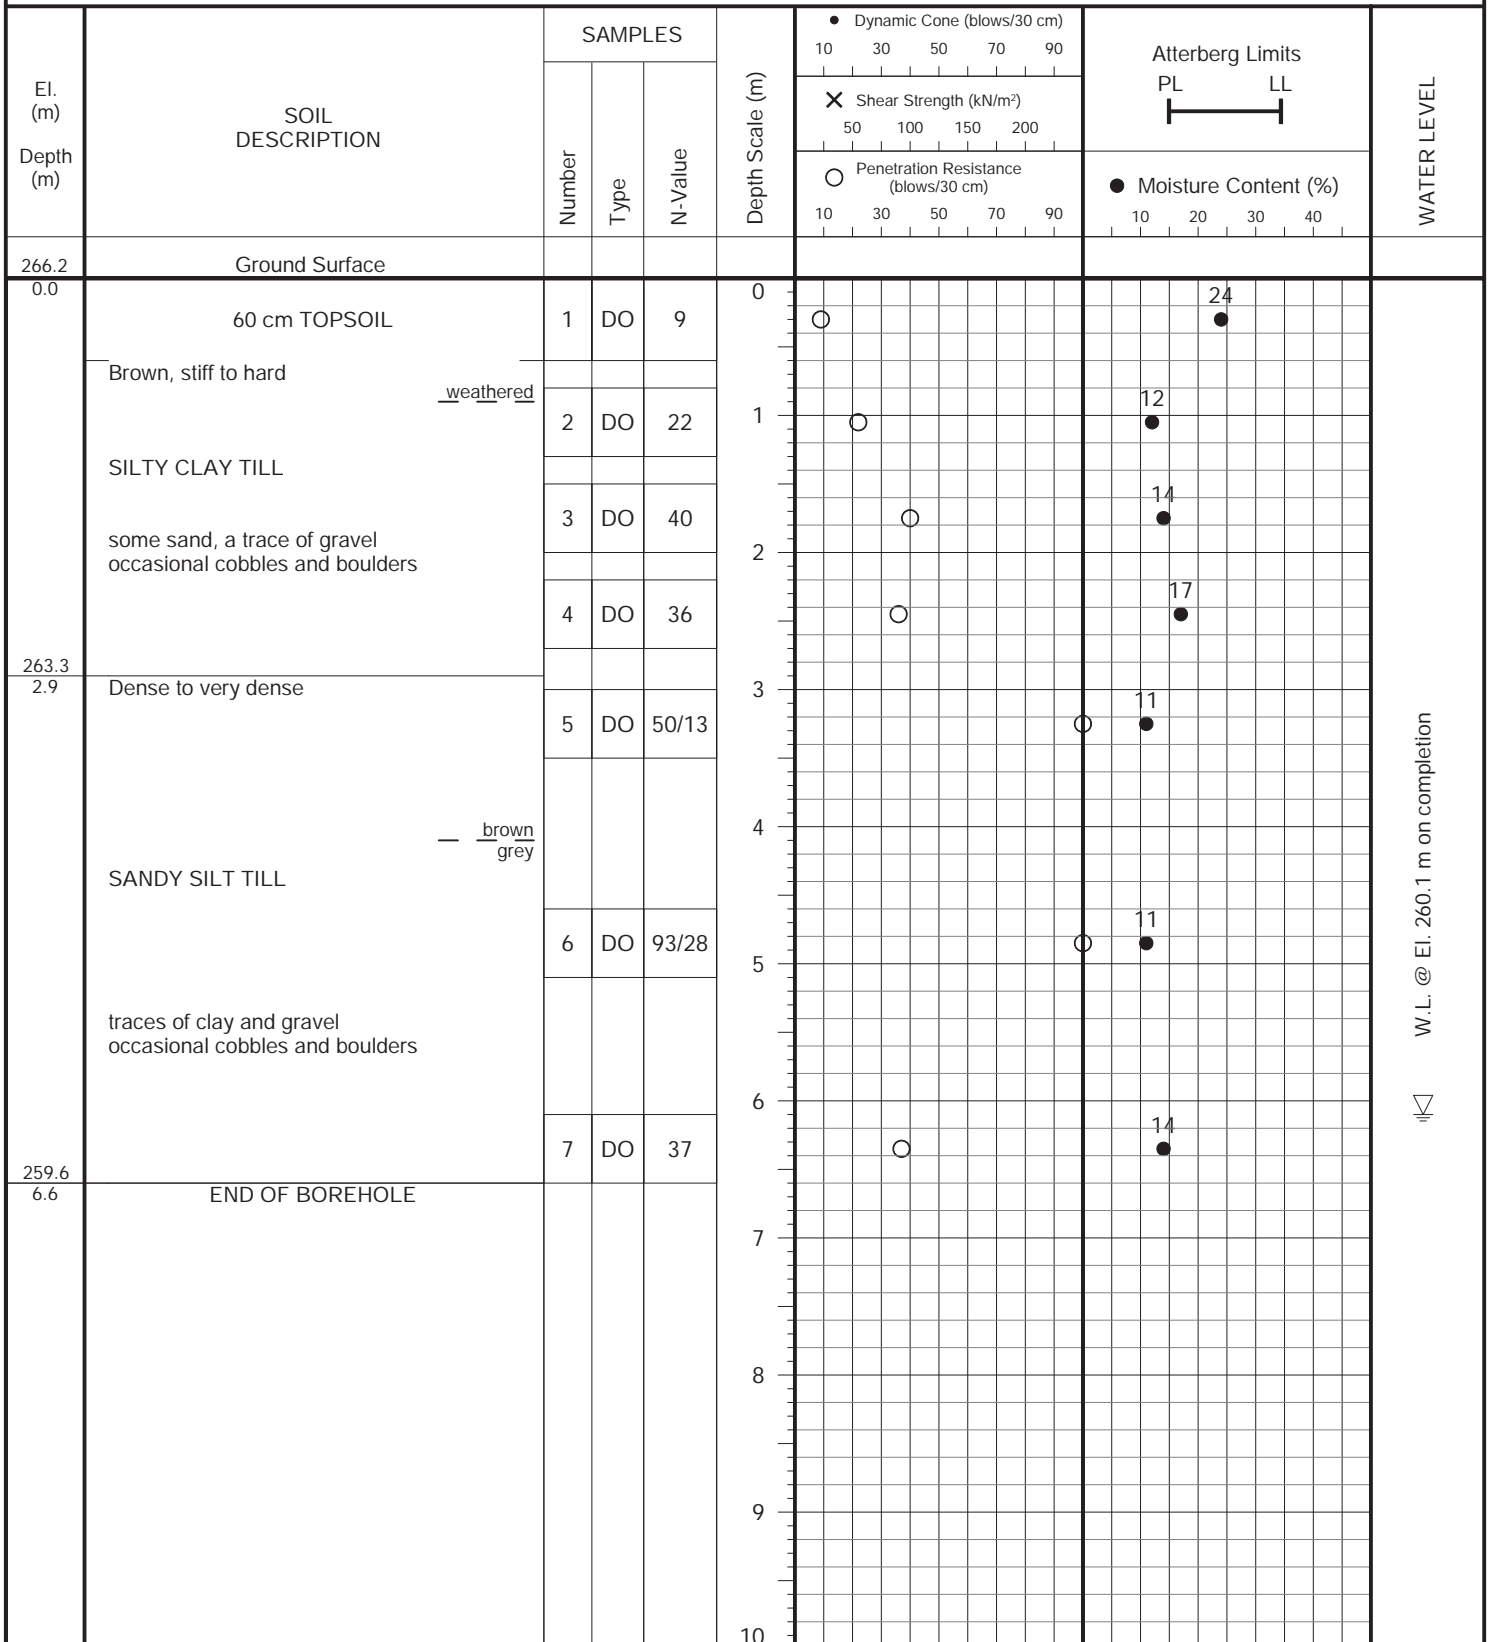 El.
(m)
Depth
(m)
SOIL
DESCRIPTION
SAMPLES
Number
Type
N-Value
Depth Scale (m)
Dynamic Cone (blows/30 cm)
10 30 50 70 90
Shear Strength (kN/m²)
50 100 150 200
Penetration Resistance
(blows/30 cm)
10 30 50 70 90
Atterberg Limits
PL LL
Moisture Content (%)
10 20 30 40
WATER LEVEL
266.2 Ground Surface
0.0
0
24
60 cm TOPSOIL 1 DO 9
Brown, stiff to hard
weathered
12
1
2 DO 22
SILTY CLAY TILL
14
3 DO 40
some sand, a trace of gravel
occasional cobbles and boulders
2
17
4 DO 36
263.3
2.9 Dense to very dense
3
11
5 DO 50/13
brown
grey
4
SANDY SILT TILL
11
6 DO 93/28
5
traces of clay and gravel
occasional cobbles and boulders
W.L. @ El. 260.1 m on completion
6
14
7 DO 37
259.6
6.6 END OF BOREHOLE
7
8
9
10